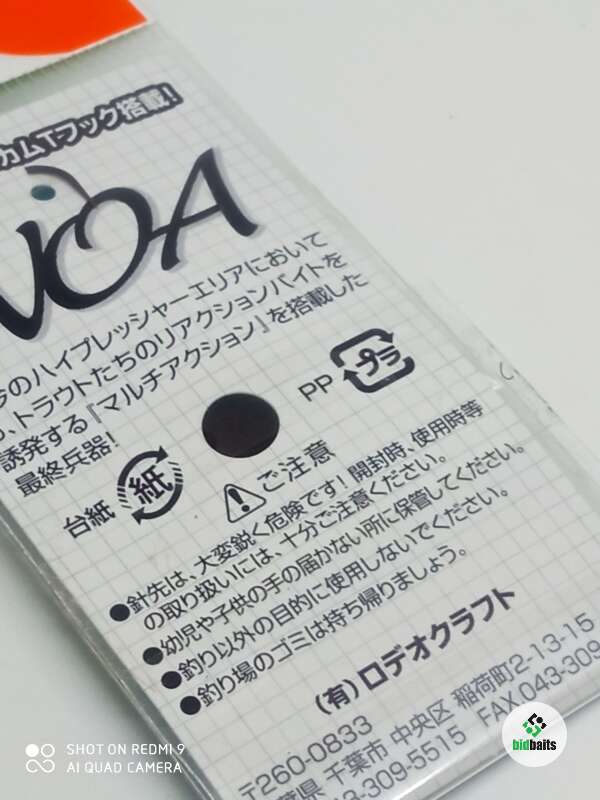 カムTフック搭載!
NOA
今のハイプレッシャーエリアにおいて
、トラウトたちのリアクションバイトを
誘発する『マルチアクション』を搭載した
最終兵器!
PP プラ
台紙 紙
ご注意
●針先は、大変鋭く危険です!開封時、使用時等
の取り扱いには、十分ご注意ください。
●幼児や子供の手の届かない所に保管してください。
●釣り以外の目的に使用しないでください。
●釣り場のゴミは持ち帰りましょう。
(有)ロデオクラフト
〒260-0833
葉県 千葉市 中央区 稲荷町2-13-15
43-309-5515 FAX 043-309
bidbaits
SHOT ON REDMI 9
AI QUAD CAMERA